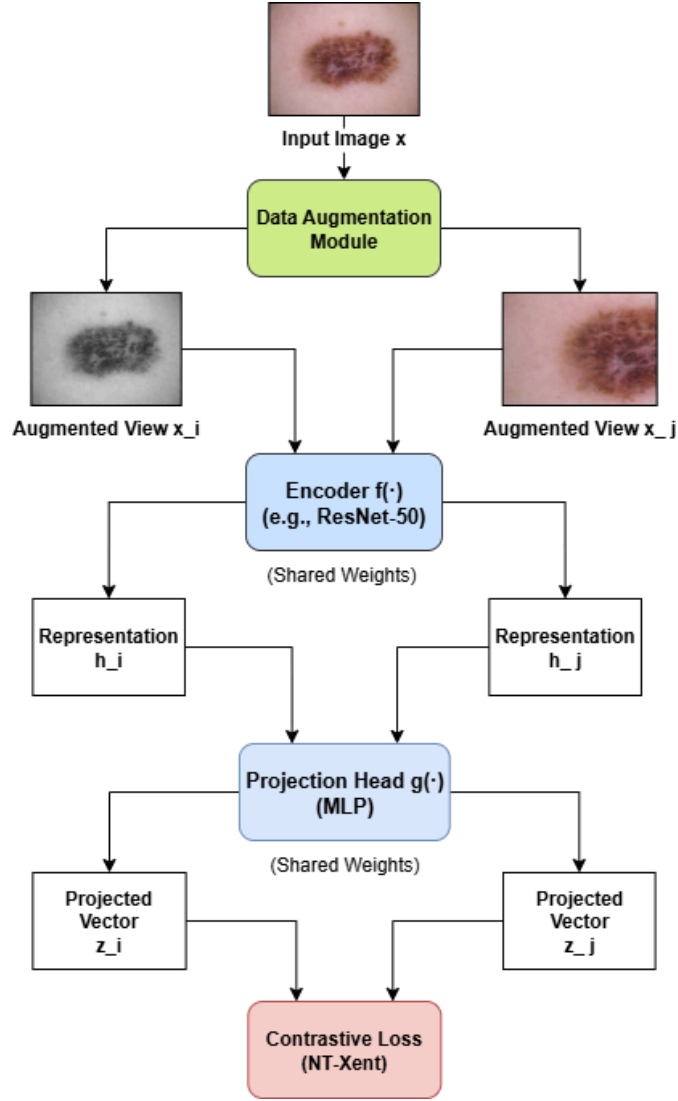 Input Image x
Data Augmentation
Module
Augmented View x_i
Augmented View x_ j
Encoder f(·)
(e.g., ResNet-50)
(Shared Weights)
Representation
h_i
Representation
h_ j
Projection Head g(·)
(MLP)
(Shared Weights)
Projected
Vector
z_i
Projected
Vector
z_ j
Contrastive Loss
(NT-Xent)